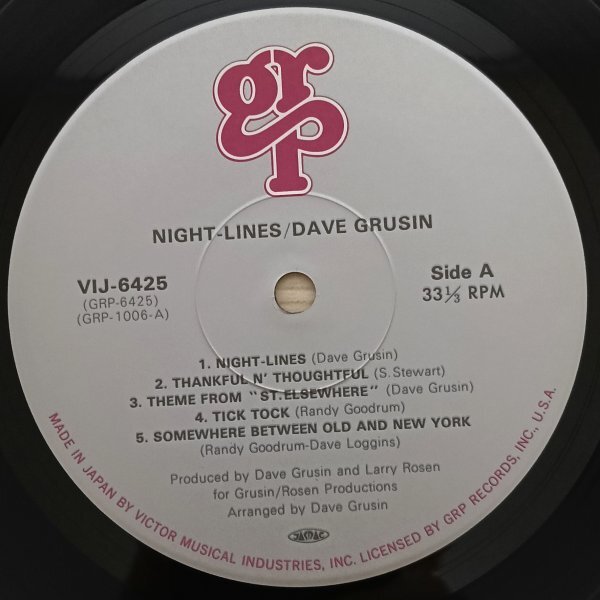 grp
NIGHT-LINES/DAVE GRUSIN
VIJ-6425
(GRP-6425)
(GRP-1006-A)
Side A
33 1/3 RPM
1. NIGHT-LINES (Dave Grusin)
2. THANKFUL N' THOUGHTFUL (S. Stewart)
3. THEME FROM "ST. ELSEWHERE" (Dave Grusin)
4. TICK TOCK (Randy Goodrum)
5. SOMEWHERE BETWEEN OLD AND NEW YORK
(Randy Goodrum-Dave Loggins)
Produced by Dave Grusin and Larry Rosen
for Grusin/Rosen Productions
Arranged by Dave Grusin
JASRAC
MADE IN JAPAN BY VICTOR MUSICAL INDUSTRIES, INC. LICENSED BY GRP RECORDS, INC., U.S.A.